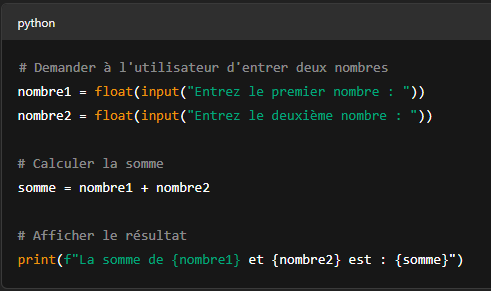 python
# Demander à l'utilisateur d'entrer deux nombres
nombre1 = float(input("Entrez le premier nombre : "))
nombre2 = float(input("Entrez le deuxième nombre : "))
# Calculer la somme
somme = nombre1 + nombre2
# Afficher le résultat
print(f"La somme de {nombre1} et {nombre2} est : {somme}")